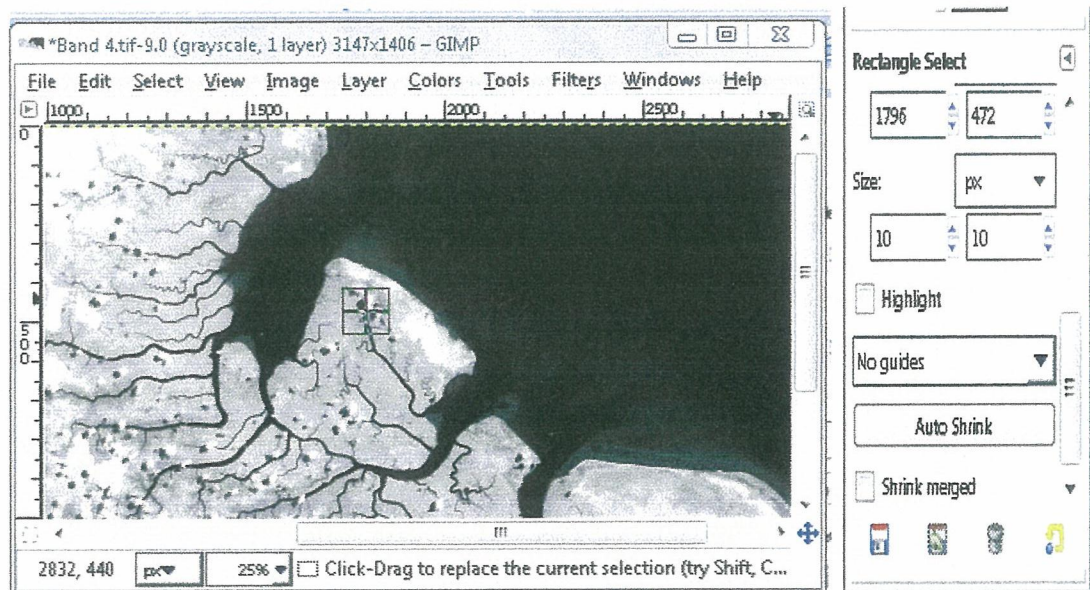 *Band 4.tif-9.0 (grayscale, 1 layer) 3147x1406 – GIMP
File Edit Select View Image Layer Colors Tools Filters Windows Help
1000 1500 2000 2500
0
500
2832, 440 px 25% Click-Drag to replace the current selection (try Shift, C...
Rectangle Select
1796 472
Size: px
10 10
Highlight
No guides
Auto Shrink
Shrink merged